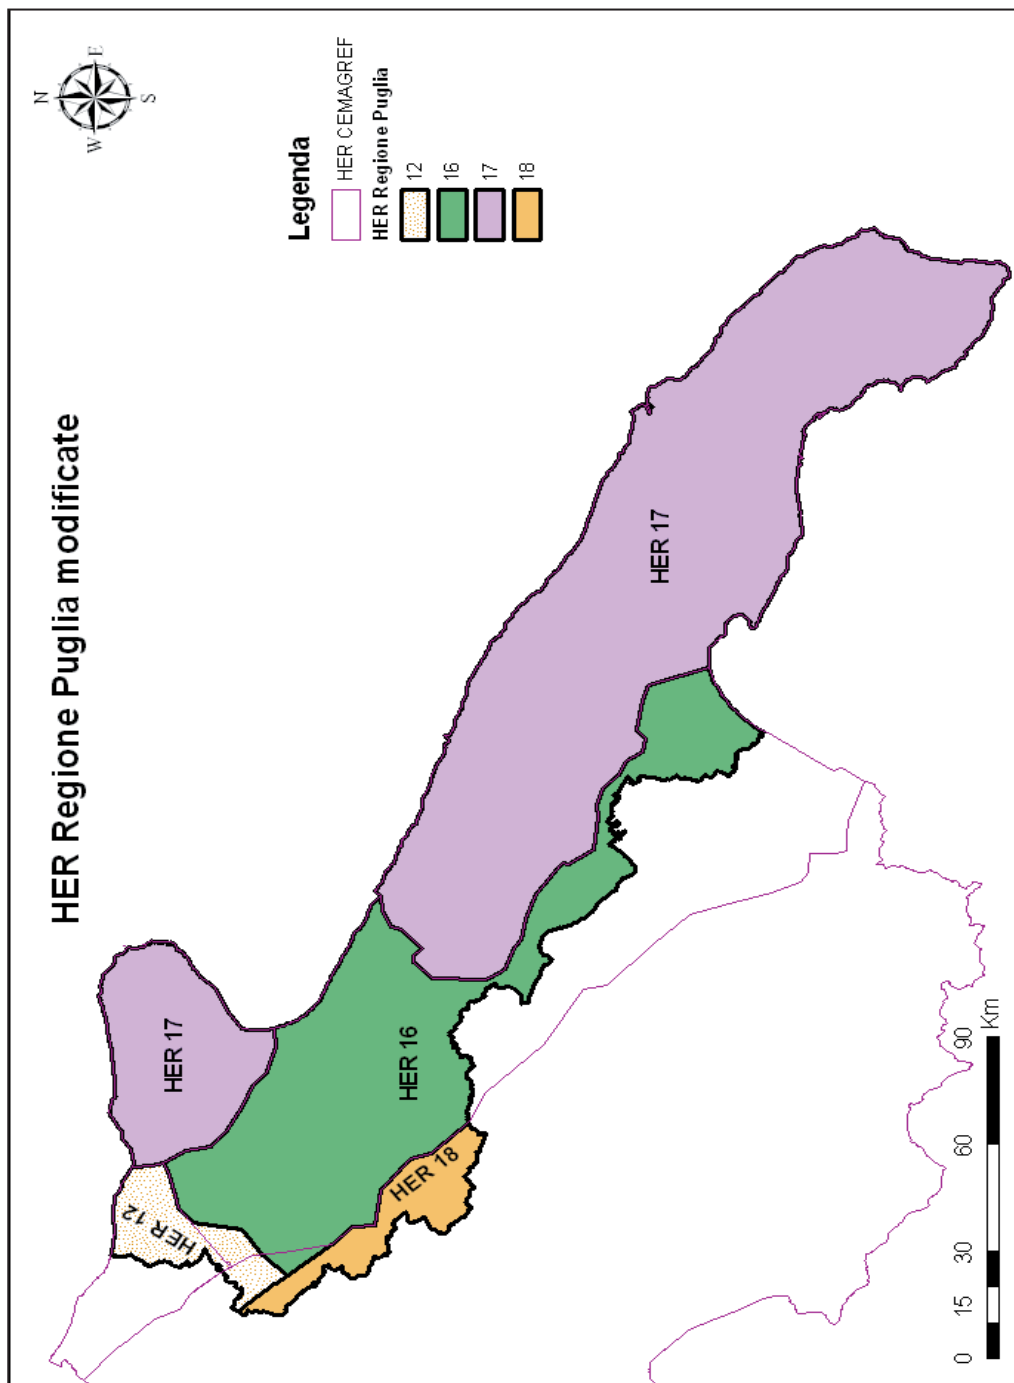 HER Regione Puglia modificate
N
E
S
W
Legenda
HER CEMAGREF
HER Regione Puglia
12
16
17
18
HER 17
HER 12
HER 16
HER 18
HER 17
0 15 30 60 90
Km